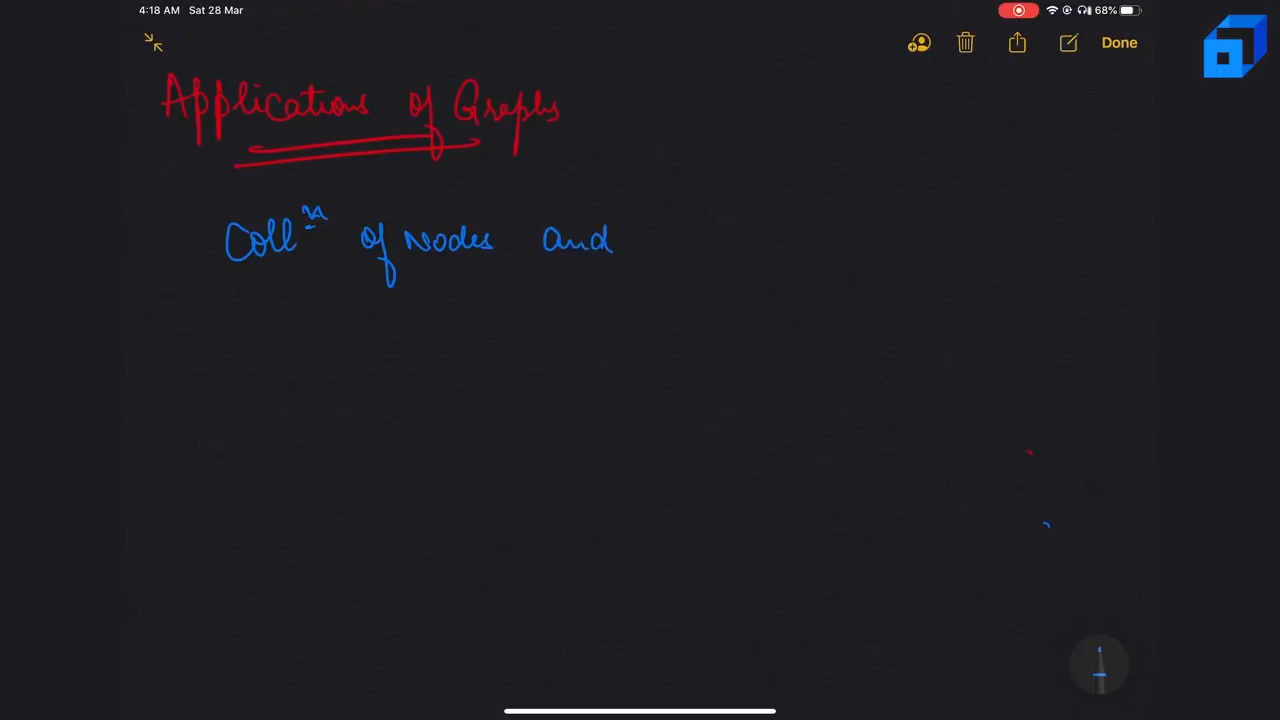 4:18 AM Sat 28 Mar
68%
Done
Applications of Graphs
Collⁿ of Nodes and